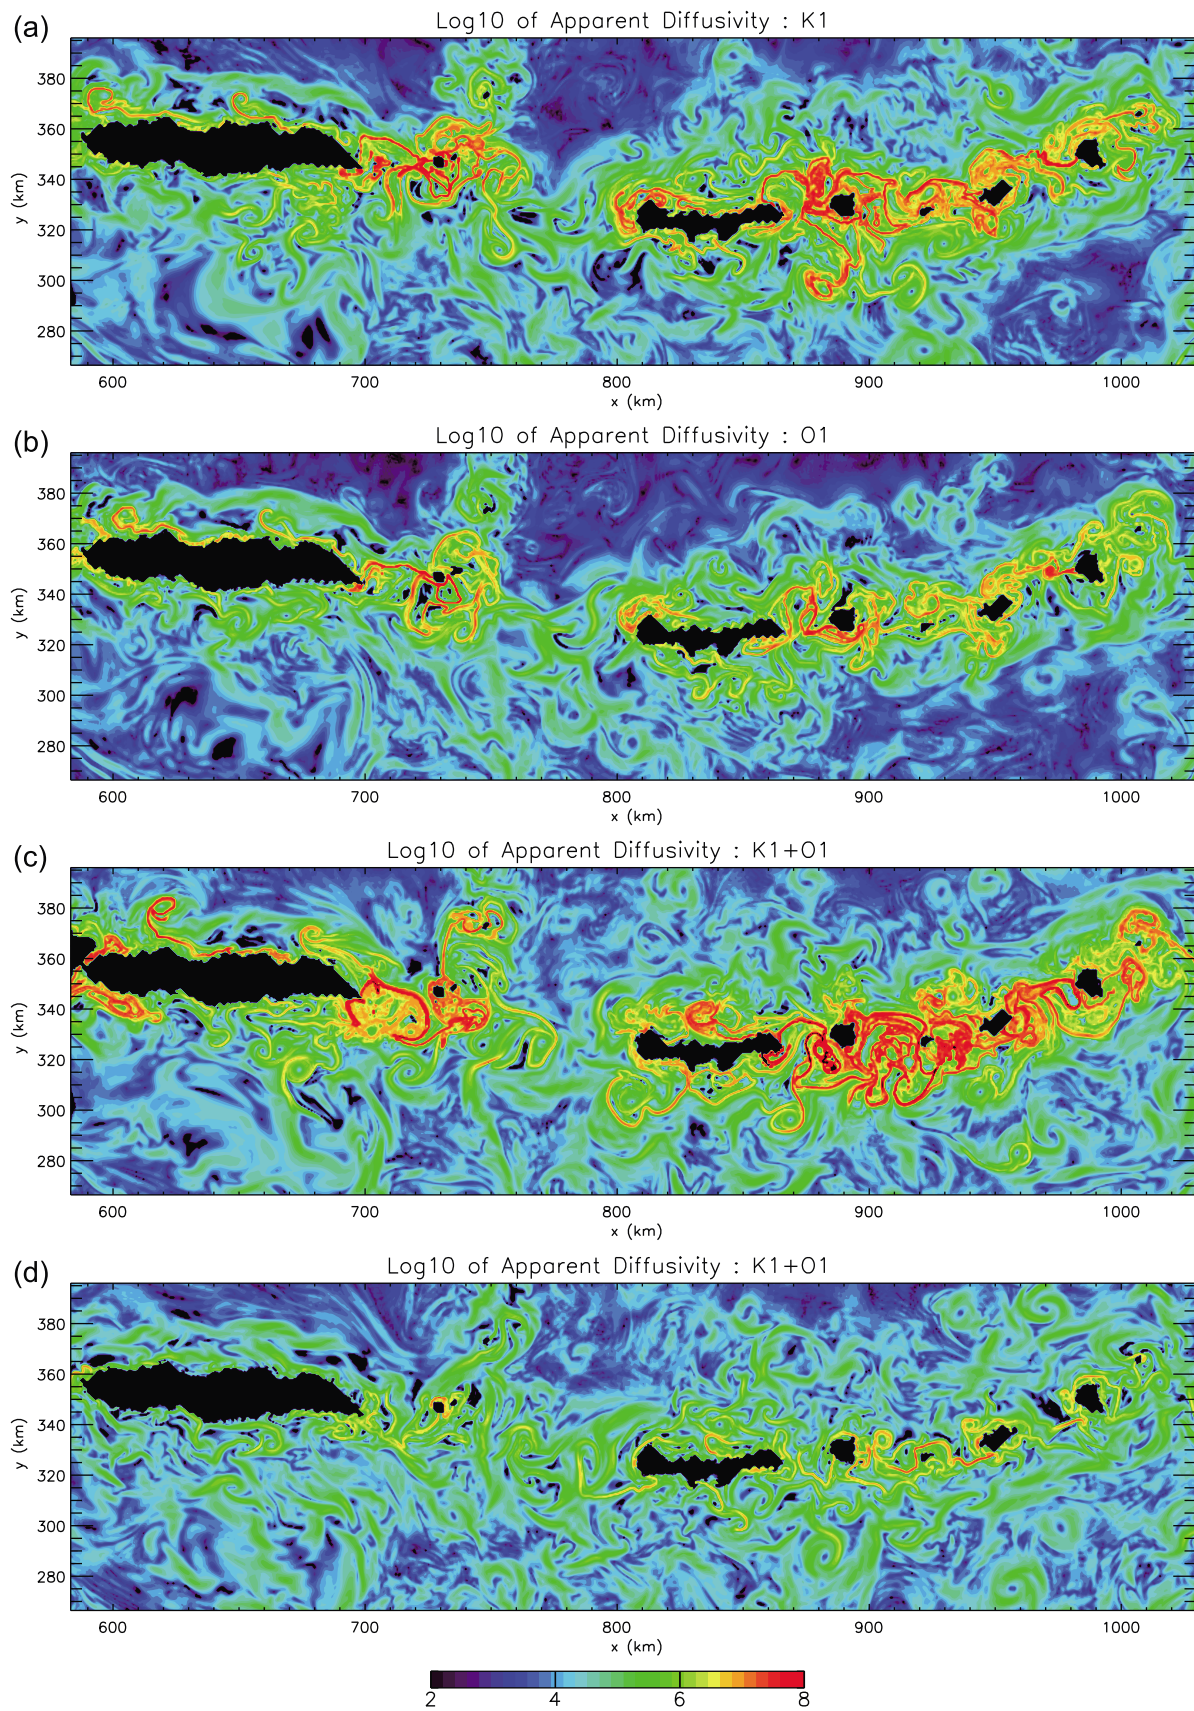 (a)
Log10 of Apparent Diffusivity : K1
380
360
340
320
300
280
y (km)
600 700 800 900 1000
x (km)
(b)
Log10 of Apparent Diffusivity : O1
380
360
340
320
300
280
y (km)
600 700 800 900 1000
x (km)
(c)
Log10 of Apparent Diffusivity : K1+O1
380
360
340
320
300
280
y (km)
600 700 800 900 1000
x (km)
(d)
Log10 of Apparent Diffusivity : K1+O1
380
360
340
320
300
280
y (km)
600 700 800 900 1000
x (km)
2 4 6 8